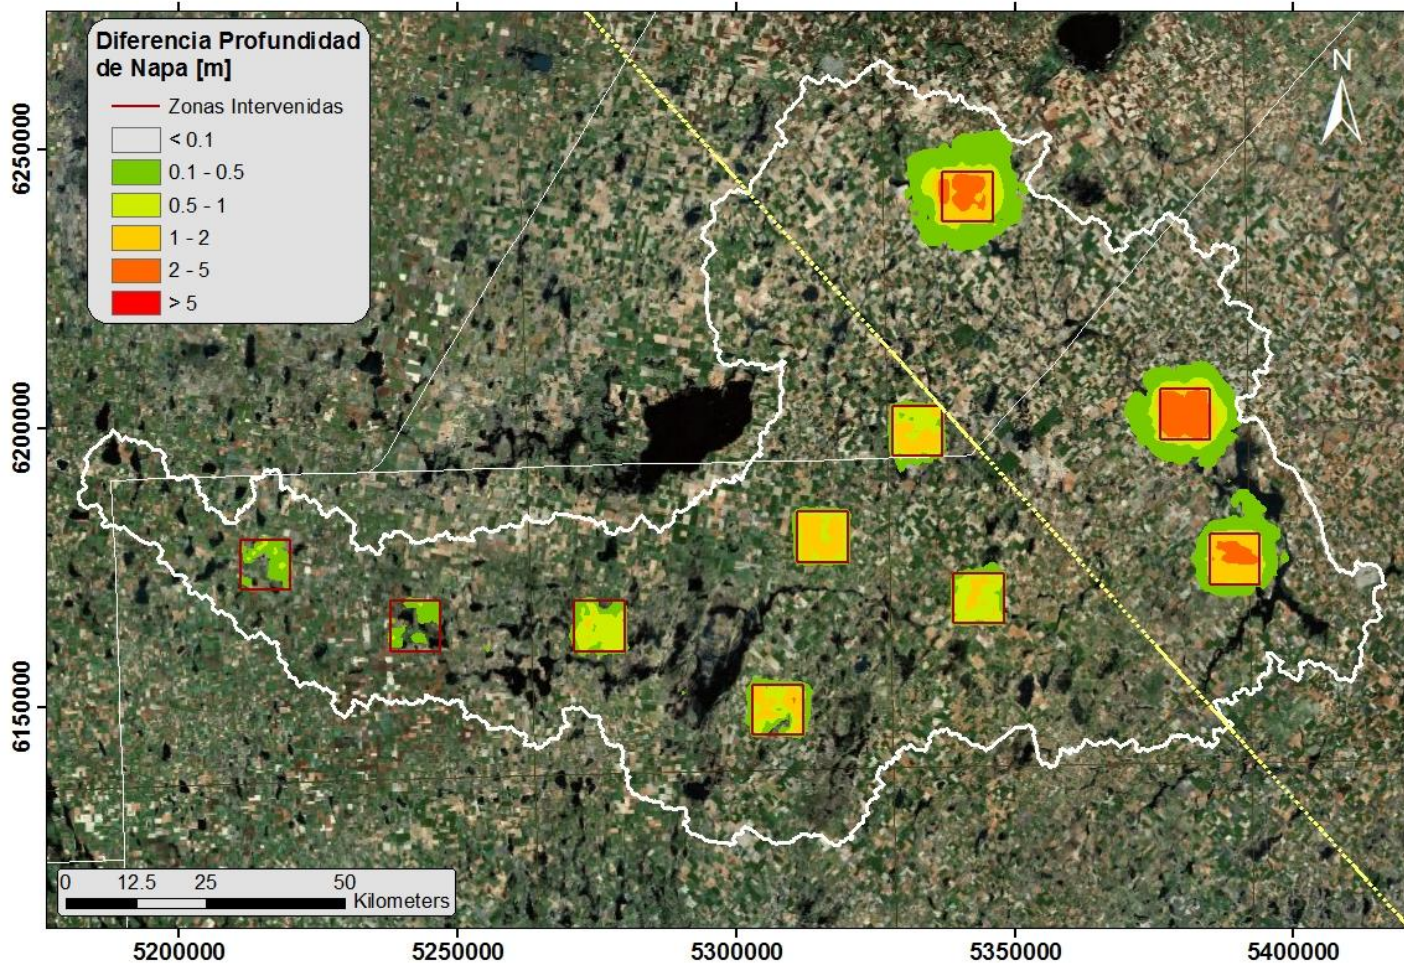 Diferencia Profundidad
de Napa [m]
Zonas Intervenidas
< 0.1
0.1 - 0.5
0.5 - 1
1 - 2
2 - 5
> 5
N
6250000
6200000
6150000
0 12.5 25 50
Kilometers
5200000 5250000 5300000 5350000 5400000